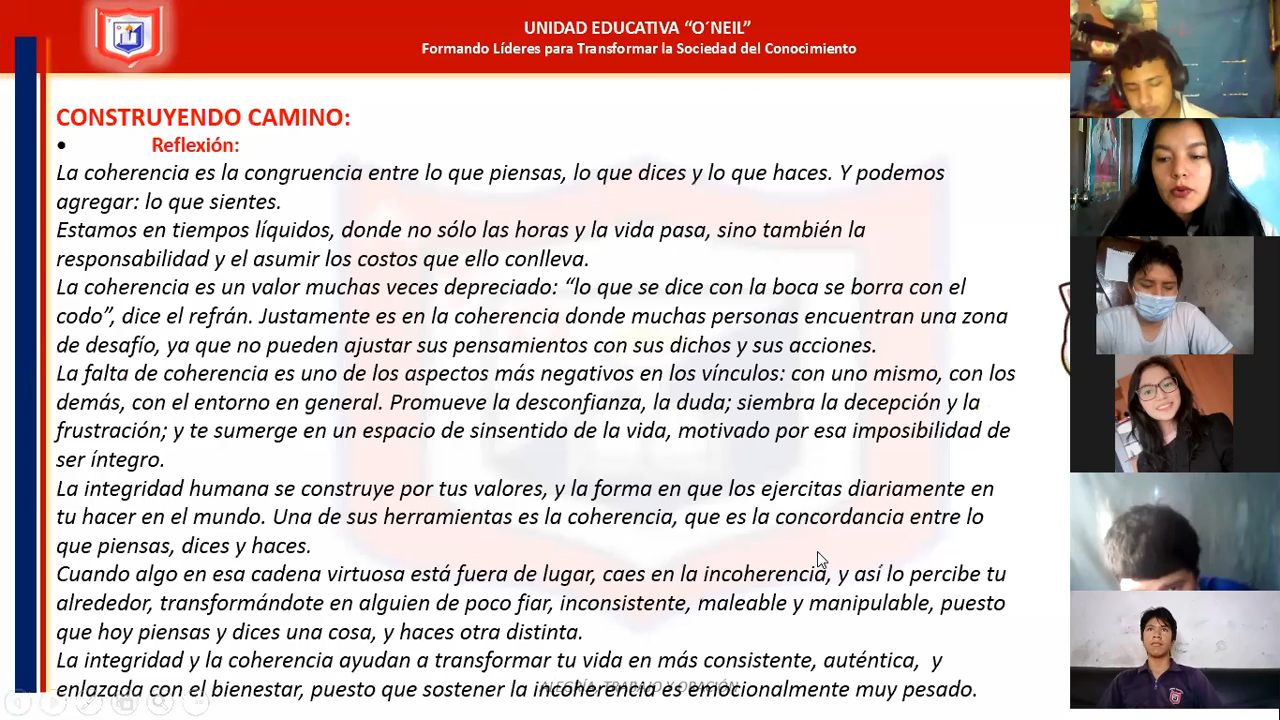 UNIDAD EDUCATIVA “O´NEIL”
Formando Líderes para Transformar la Sociedad del Conocimiento
CONSTRUYENDO CAMINO:
• Reflexión:
La coherencia es la congruencia entre lo que piensas, lo que dices y lo que haces. Y podemos
agregar: lo que sientes.
Estamos en tiempos líquidos, donde no sólo las horas y la vida pasa, sino también la
responsabilidad y el asumir los costos que ello conlleva.
La coherencia es un valor muchas veces depreciado: “lo que se dice con la boca se borra con el
codo”, dice el refrán. Justamente es en la coherencia donde muchas personas encuentran una zona
de desafío, ya que no pueden ajustar sus pensamientos con sus dichos y sus acciones.
La falta de coherencia es uno de los aspectos más negativos en los vínculos: con uno mismo, con los
demás, con el entorno en general. Promueve la desconfianza, la duda; siembra la decepción y la
frustración; y te sumerge en un espacio de sinsentido de la vida, motivado por esa imposibilidad de
ser íntegro.
La integridad humana se construye por tus valores, y la forma en que los ejercitas diariamente en
tu hacer en el mundo. Una de sus herramientas es la coherencia, que es la concordancia entre lo
que piensas, dices y haces.
Cuando algo en esa cadena virtuosa está fuera de lugar, caes en la incoherencia, y así lo percibe tu
alrededor, transformándote en alguien de poco fiar, inconsistente, maleable y manipulable, puesto
que hoy piensas y dices una cosa, y haces otra distinta.
La integridad y la coherencia ayudan a transformar tu vida en más consistente, auténtica, y
enlazada con el bienestar, puesto que sostener la incoherencia es emocionalmente muy pesado.
ALEGRÍA, TRABAJO Y ORACIÓN